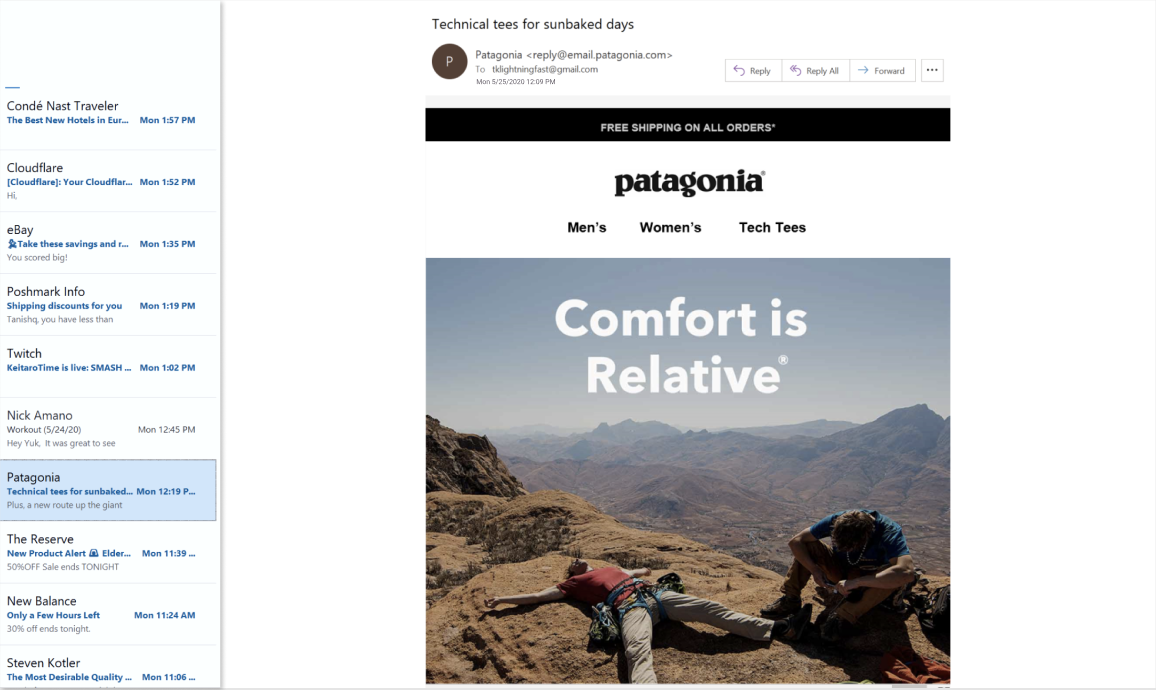 Condé Nast Traveler
The Best New Hotels in Eur... Mon 1:57 PM
Cloudflare
[Cloudflare]: Your Cloudflar... Mon 1:52 PM
Hi,
eBay
Take these savings and r... Mon 1:35 PM
You scored big!
Poshmark Info
Shipping discounts for you Mon 1:19 PM
Tanishq, you have less than
Twitch
KeitaroTime is live: SMASH ... Mon 1:02 PM
Nick Amano
Workout (5/24/20) Mon 12:45 PM
Hey Yuk, It was great to see
Patagonia
Technical tees for sunbaked... Mon 12:19 P...
Plus, a new route up the giant
The Reserve
New Product Alert Elder... Mon 11:39 ...
50%OFF Sale ends TONIGHT
New Balance
Only a Few Hours Left Mon 11:24 AM
30% off ends tonight.
Steven Kotler
The Most Desirable Quality ... Mon 11:06 ...
Technical tees for sunbaked days
P
Patagonia <reply@email.patagonia.com>
To tklightningfast@gmail.com
Mon 5/25/2020 12:09 PM
Reply Reply All Forward ...
FREE SHIPPING ON ALL ORDERS*
patagonia®
Men's Women's Tech Tees
Comfort is
Relative®